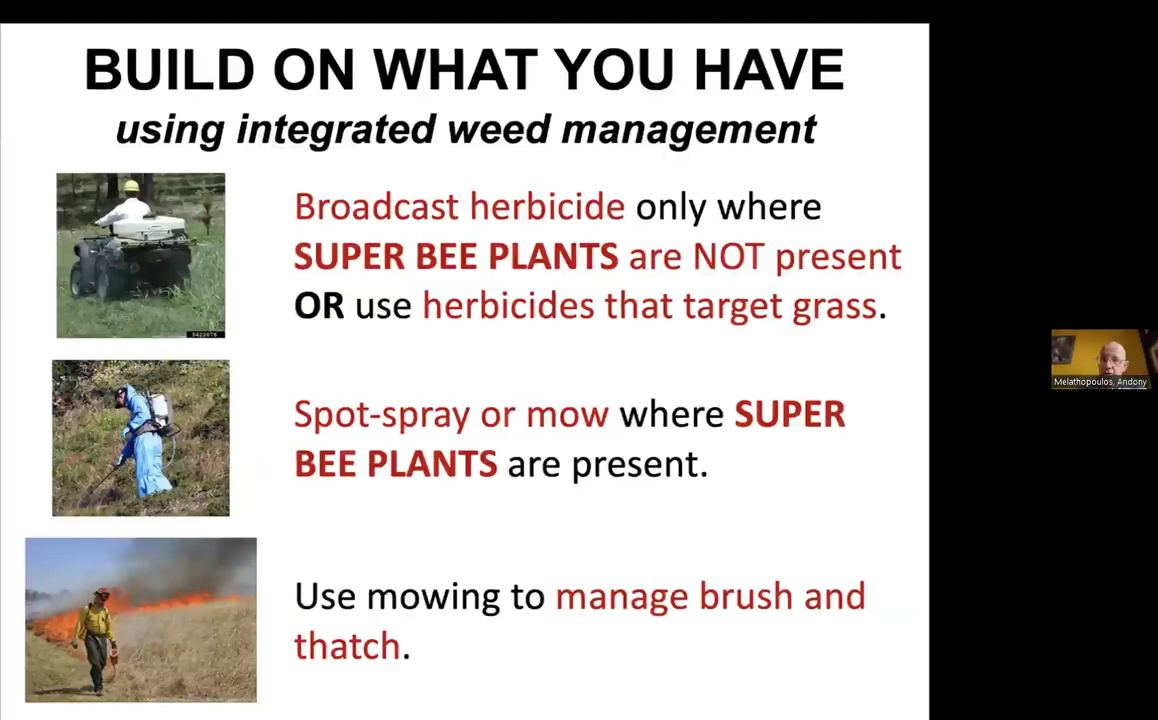 BUILD ON WHAT YOU HAVE
using integrated weed management
Broadcast herbicide only where
SUPER BEE PLANTS are NOT present
OR use herbicides that target grass.
Spot-spray or mow where SUPER
BEE PLANTS are present.
Use mowing to manage brush and
thatch.
Melathopoulos, Andony